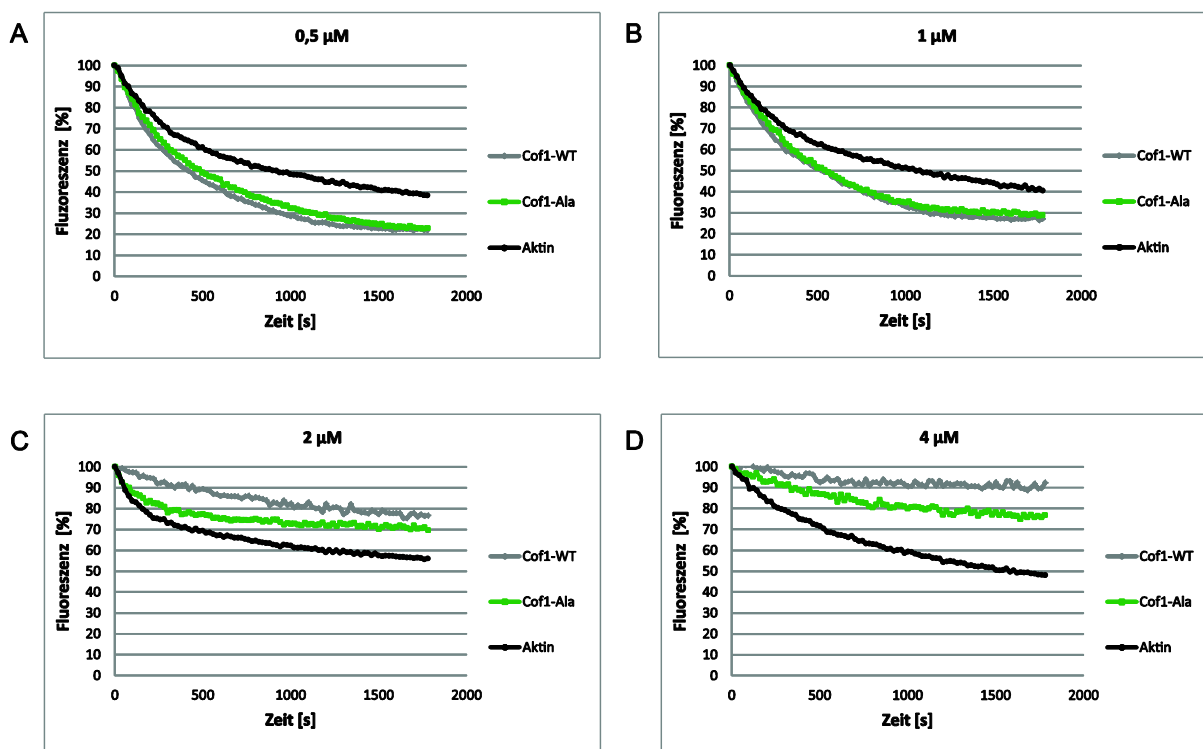 A
0,5 µM
Fluzoreszenz [%]
100
90
80
70
60
50
40
30
20
10
0
0 500 1000 1500 2000
Zeit [s]
Cof1-WT
Cof1-Ala
Aktin
B
1 µM
Fluoreszenz [%]
100
90
80
70
60
50
40
30
20
10
0
0 500 1000 1500 2000
Zeit [s]
Cof1-WT
Cof1-Ala
Aktin
C
2 µM
Fluoreszenz [%]
100
90
80
70
60
50
40
30
20
10
0
0 500 1000 1500 2000
Zeit [s]
Cof1-WT
Cof1-Ala
Aktin
D
4 µM
Fluoreszenz [%]
100
90
80
70
60
50
40
30
20
10
0
0 500 1000 1500 2000
Zeit [s]
Cof1-WT
Cof1-Ala
Aktin